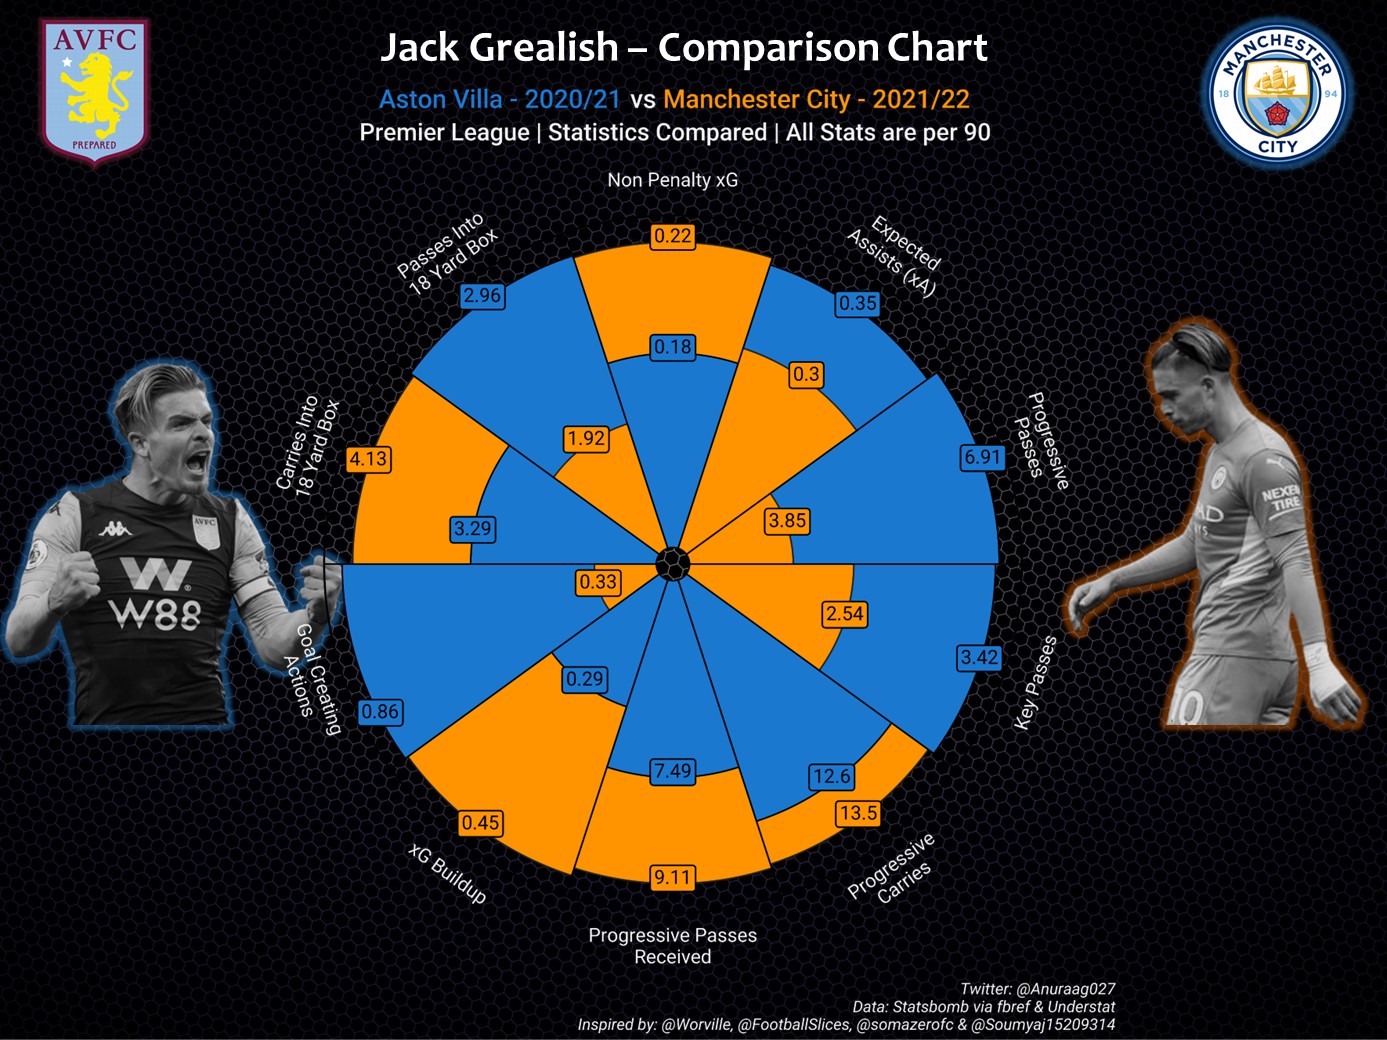 AVFC
PREPARED
Jack Grealish – Comparison Chart
Aston Villa - 2020/21 vs Manchester City - 2021/22
Premier League | Statistics Compared | All Stats are per 90
MANCHESTER
18 94
CITY
Non Penalty xG
0.22
0.18
Expected
Assists (xA)
0.35
0.3
Progressive
Passes
6.91
3.85
Key Passes
3.42
2.54
Progressive
Carries
13.5
12.6
Progressive Passes
Received
9.11
7.49
xG Buildup
0.45
0.29
Goal Creating
Actions
0.86
0.33
Carries Into
18 Yard Box
4.13
3.29
Passes Into
18 Yard Box
2.96
1.92
AVFC
W.
W88
NEXEN
TIRE
Twitter: @Anuraag027
Data: Statsbomb via fbref & Understat
Inspired by: @Worville, @FootballSlices, @somazerofc & @Soumyaj15209314